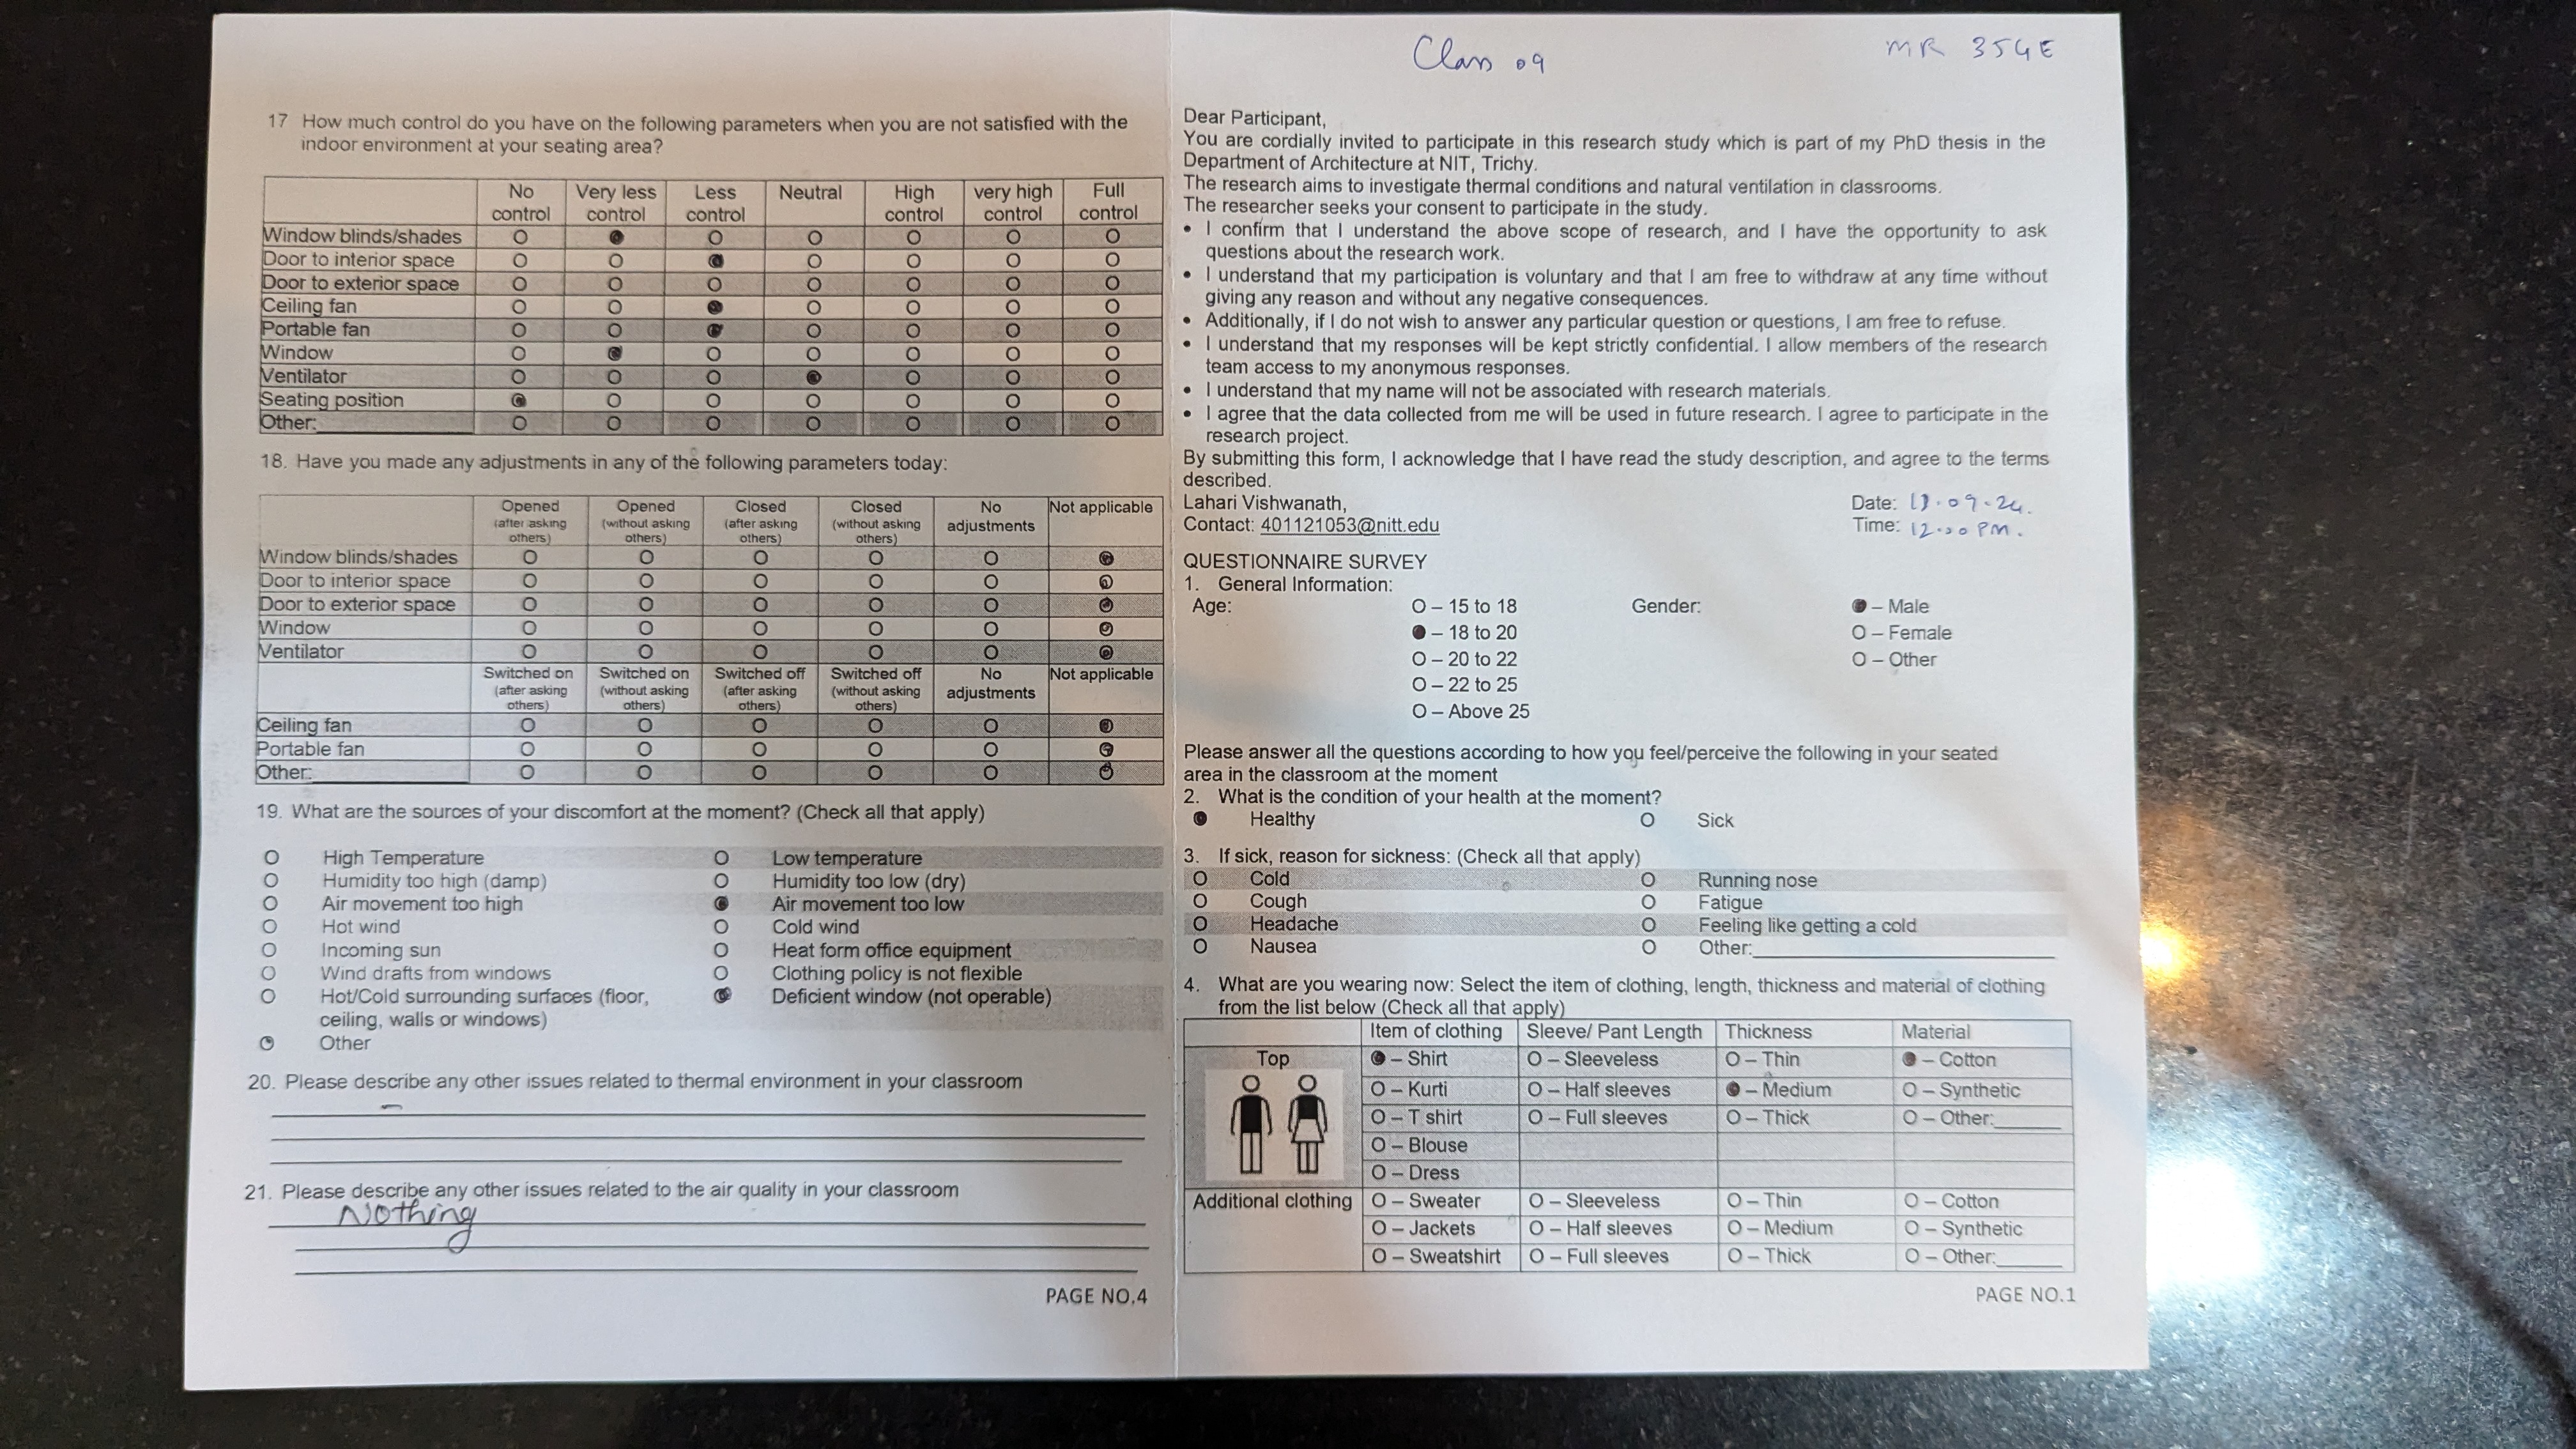 17 How much control do you have on the following parameters when you are not satisfied with the
indoor environment at your seating area?
No control Very less control Less control Neutral High control very high control Full control
Window blinds/shades O ● O O O O O
Door to interior space O O ● O O O O
Door to exterior space O O O O O O O
Ceiling fan O O ● O O O O
Portable fan O O ● O O O O
Window O ● O O O O O
Ventilator O O O ● O O O
Seating position ● O O O O O O
Other: O O O O O O O
18. Have you made any adjustments in any of the following parameters today:
Opened (after asking others) Opened (without asking others) Closed (after asking others) Closed (without asking others) No adjustments Not applicable
Window blinds/shades O O O O O ●
Door to interior space O O O O O ●
Door to exterior space O O O O O ●
Window O O O O O ●
Ventilator O O O O O ●
Switched on (after asking others) Switched on (without asking others) Switched off (after asking others) Switched off (without asking others) No adjustments Not applicable
Ceiling fan O O O O O ●
Portable fan O O O O O ●
Other: O O O O O ●
19. What are the sources of your discomfort at the moment? (Check all that apply)
O High Temperature O Low temperature
O Humidity too high (damp) O Humidity too low (dry)
O Air movement too high ● Air movement too low
O Hot wind O Cold wind
O Incoming sun O Heat form office equipment
O Wind drafts from windows O Clothing policy is not flexible
O Hot/Cold surrounding surfaces (floor, ● Deficient window (not operable)
ceiling, walls or windows)
● Other
20. Please describe any other issues related to thermal environment in your classroom
21. Please describe any other issues related to the air quality in your classroom
Nothing
PAGE NO.4
Class 09 MR 354E
Dear Participant,
You are cordially invited to participate in this research study which is part of my PhD thesis in the
Department of Architecture at NIT, Trichy.
The research aims to investigate thermal conditions and natural ventilation in classrooms.
The researcher seeks your consent to participate in the study.
• I confirm that I understand the above scope of research, and I have the opportunity to ask
questions about the research work.
• I understand that my participation is voluntary and that I am free to withdraw at any time without
giving any reason and without any negative consequences.
• Additionally, if I do not wish to answer any particular question or questions, I am free to refuse.
• I understand that my responses will be kept strictly confidential. I allow members of the research
team access to my anonymous responses.
• I understand that my name will not be associated with research materials.
• I agree that the data collected from me will be used in future research. I agree to participate in the
research project.
By submitting this form, I acknowledge that I have read the study description, and agree to the terms
described.
Lahari Vishwanath, Date: 13.09.24.
Contact: 401121053@nitt.edu Time: 12.00 PM.
QUESTIONNAIRE SURVEY
1. General Information:
Age: O – 15 to 18 Gender: ● – Male
● – 18 to 20 O – Female
O – 20 to 22 O – Other
O – 22 to 25
O – Above 25
Please answer all the questions according to how you feel/perceive the following in your seated
area in the classroom at the moment
2. What is the condition of your health at the moment?
● Healthy O Sick
3. If sick, reason for sickness: (Check all that apply)
O Cold O Running nose
O Cough O Fatigue
O Headache O Feeling like getting a cold
O Nausea O Other:
4. What are you wearing now: Select the item of clothing, length, thickness and material of clothing
from the list below (Check all that apply)
Item of clothing Sleeve/ Pant Length Thickness Material
Top ● – Shirt O – Sleeveless O – Thin ● – Cotton
O – Kurti O – Half sleeves ● – Medium O – Synthetic
O – T shirt O – Full sleeves O – Thick O – Other:
O – Blouse
O – Dress
Additional clothing O – Sweater O – Sleeveless O – Thin O – Cotton
O – Jackets O – Half sleeves O – Medium O – Synthetic
O – Sweatshirt O – Full sleeves O – Thick O – Other:
PAGE NO.1